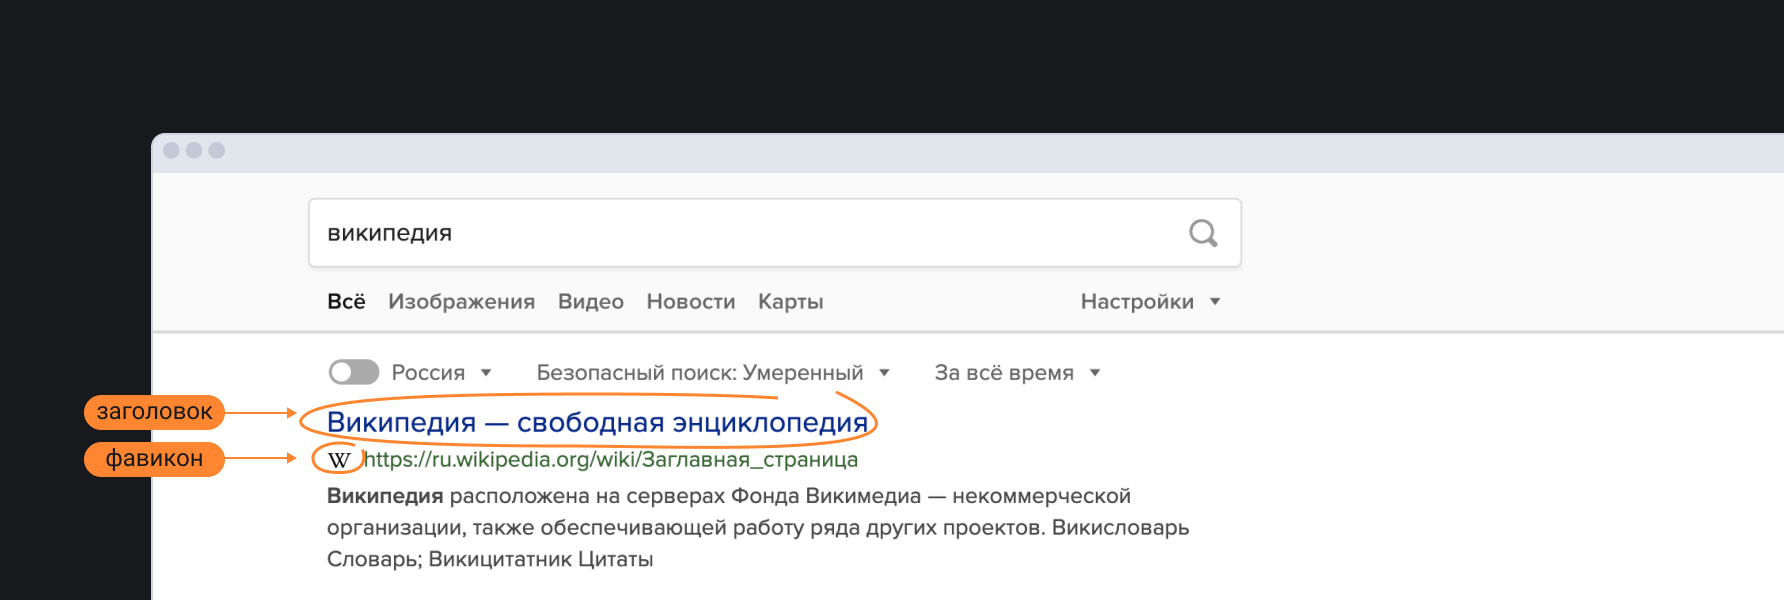 википедия
Всё Изображения Видео Новости Карты Настройки
Россия Безопасный поиск: Умеренный За всё время
заголовок Википедия — свободная энциклопедия
фавикон W https://ru.wikipedia.org/wiki/Заглавная_страница
Википедия расположена на серверах Фонда Викимедиа — некоммерческой
организации, также обеспечивающей работу ряда других проектов. Викисловарь
Словарь; Викицитатник Цитаты